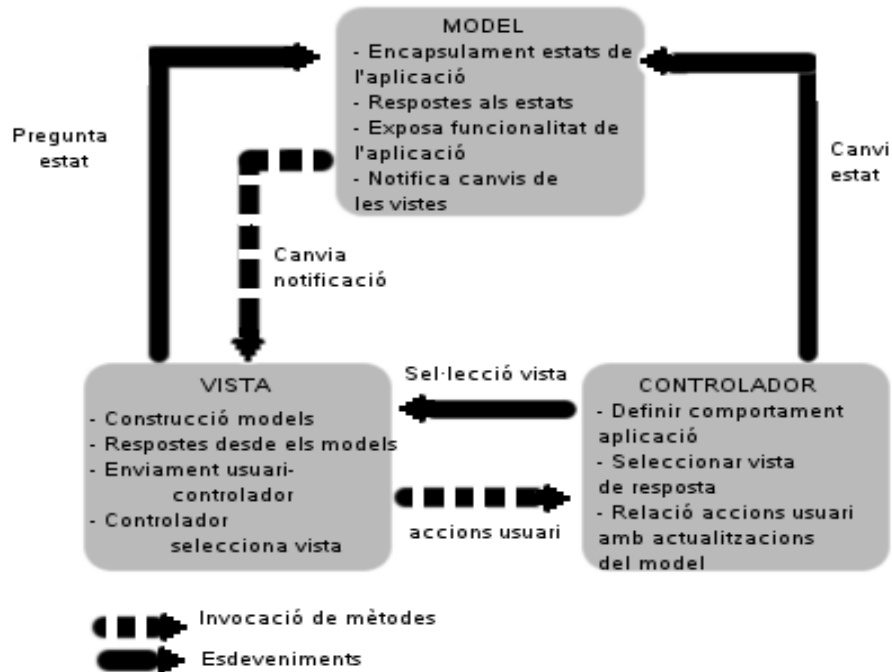 MODEL
- Encapsulament estats de
l'aplicació
- Respostes als estats
- Exposa funcionalitat de
l'aplicació
- Notifica canvis de
les vistes
Pregunta
estat
Canvi
estat
Canvia
notificació
VISTA
- Construcció models
- Respostes desde els models
- Enviament usuari-
controlador
- Controlador
selecciona vista
Sel·lecció vista
accions usuari
CONTROLADOR
- Definir comportament
aplicació
- Seleccionar vista
de resposta
- Relació accions usuari
amb actualitzacions
del model
Invocació de mètodes
Esdeveniments